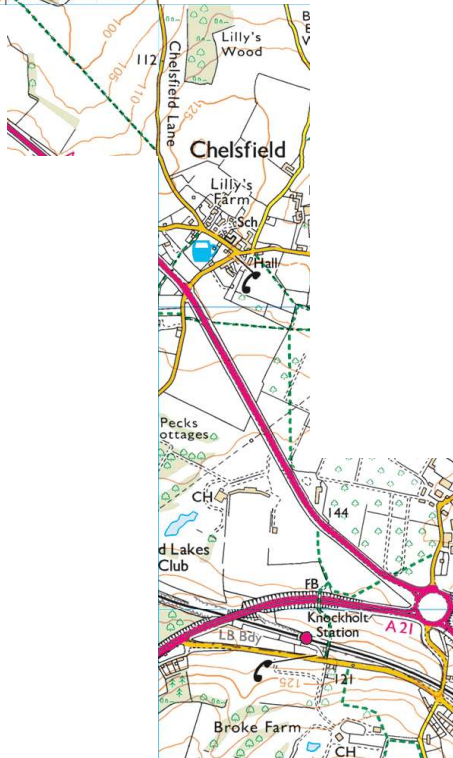 100
105
110
112
Chelsfield Lane
Lilly's
Wood
125
Chelsfield
Lilly's
Farm
Sch
Hall
Pecks
ottages
CH
144
d Lakes
Club
FB
Knockholt
Station
A 21
LB Bdy
125
121
Broke Farm
CH